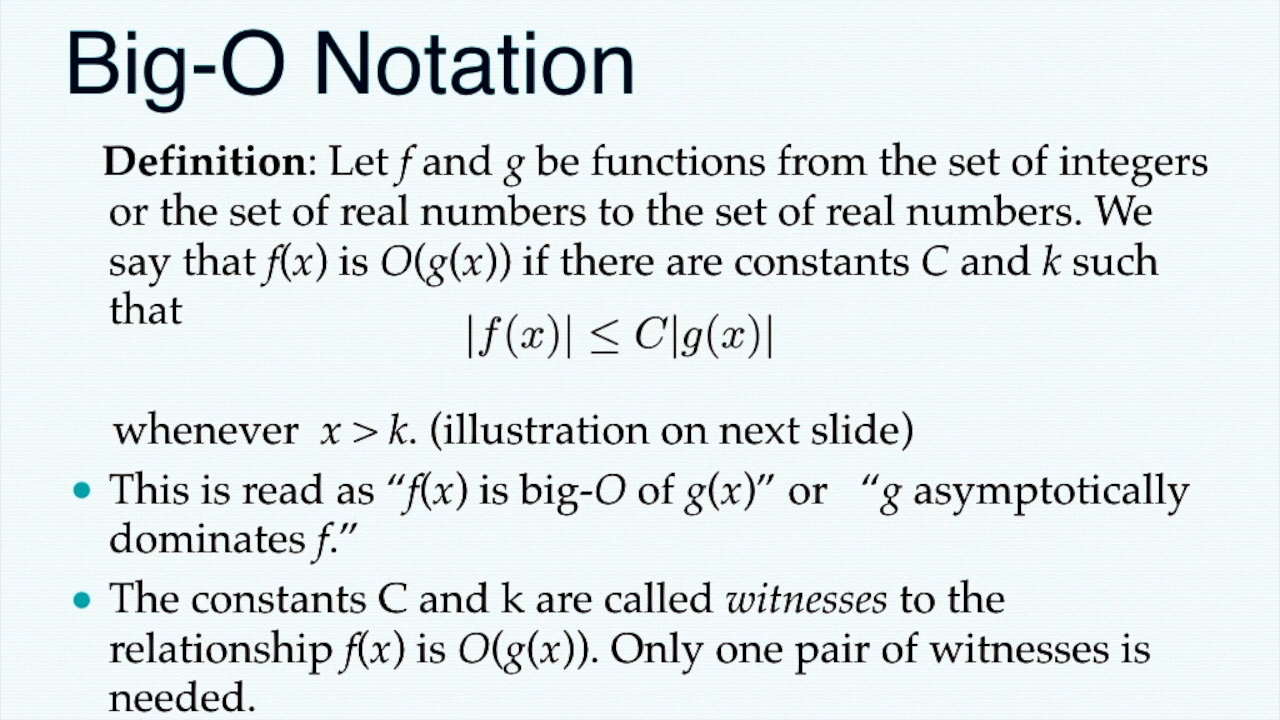 Big-O Notation
Definition: Let f and g be functions from the set of integers
or the set of real numbers to the set of real numbers. We
say that f(x) is O(g(x)) if there are constants C and k such
that
|f(x)| ≤ C|g(x)|
whenever x > k. (illustration on next slide)
• This is read as “f(x) is big-O of g(x)” or “g asymptotically
dominates f.”
• The constants C and k are called witnesses to the
relationship f(x) is O(g(x)). Only one pair of witnesses is
needed.